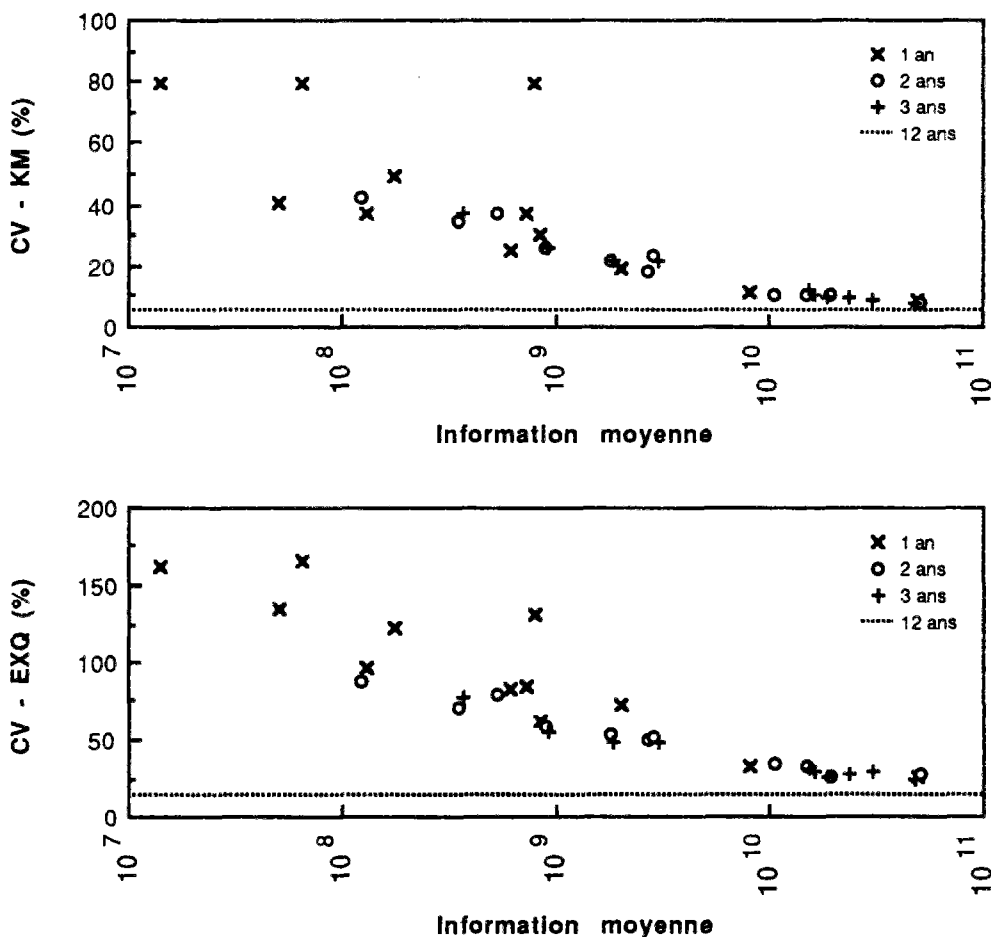 100
80
60
40
20
0
CV - KM (%)
1 an
2 ans
3 ans
12 ans
10 7
10 8
10 9
10 10
10 11
Information moyenne
200
150
100
50
0
CV - EXQ (%)
1 an
2 ans
3 ans
12 ans
10 7
10 8
10 9
10 10
10 11
Information moyenne